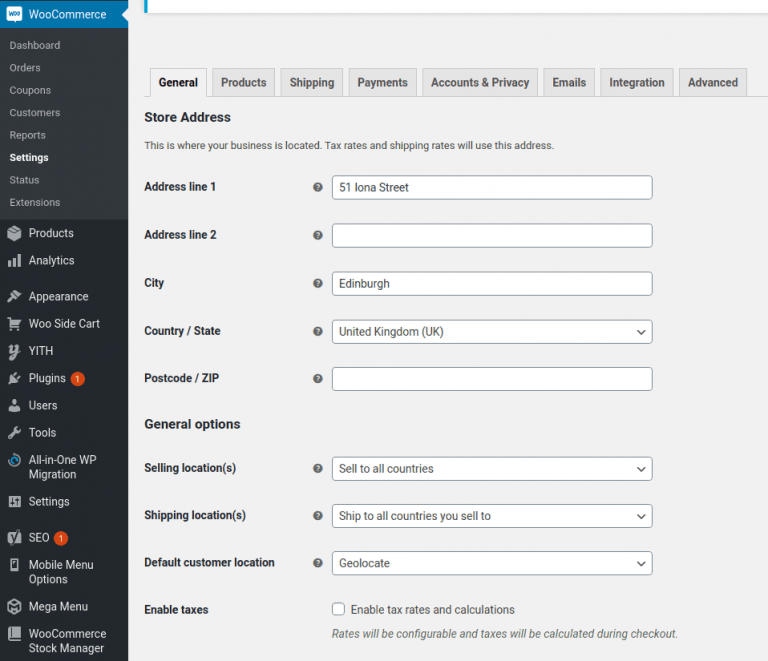 WOO WooCommerce
Dashboard
Orders
Coupons
Customers
Reports
Settings
Status
Extensions
Products
Analytics
Appearance
Woo Side Cart
YITH
Plugins 1
Users
Tools
All-in-One WP
Migration
Settings
SEO 1
Mobile Menu
Options
Mega Menu
WooCommerce
Stock Manager
General Products Shipping Payments Accounts & Privacy Emails Integration Advanced
Store Address
This is where your business is located. Tax rates and shipping rates will use this address.
Address line 1 ? 51 Iona Street
Address line 2 ?
City ? Edinburgh
Country / State ? United Kingdom (UK)
Postcode / ZIP ?
General options
Selling location(s) ? Sell to all countries
Shipping location(s) ? Ship to all countries you sell to
Default customer location ? Geolocate
Enable taxes Enable tax rates and calculations
Rates will be configurable and taxes will be calculated during checkout.